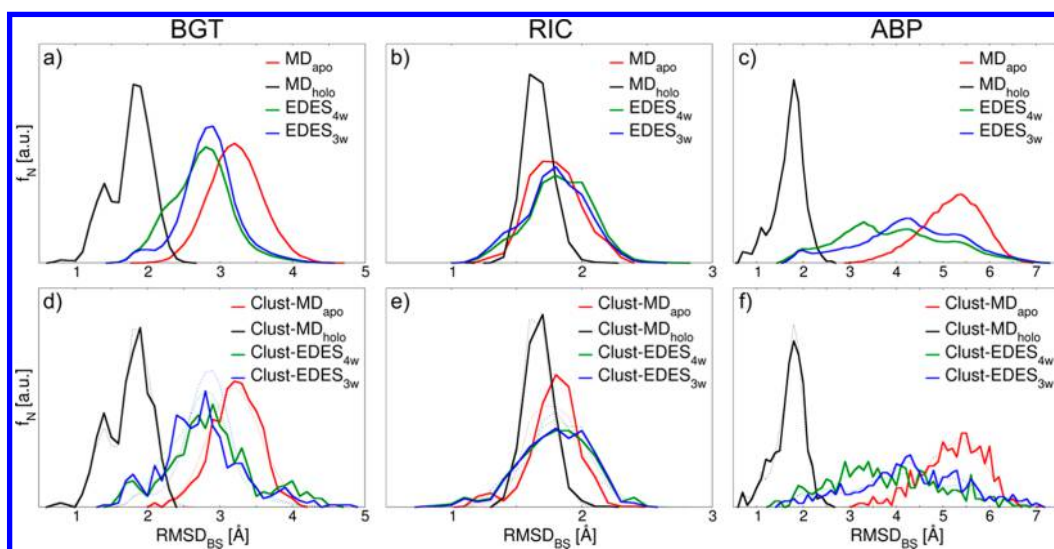 BGT RIC ABP
a)
MDapo
MDholo
EDES4w
EDES3w
b)
MDapo
MDholo
EDES4w
EDES3w
c)
MDapo
MDholo
EDES4w
EDES3w
fN [a.u.]
2 3 4 5
1 2 3
1 2 3 4 5 6 7
d)
Clust-MDapo
Clust-MDholo
Clust-EDES4w
Clust-EDES3w
e)
Clust-MDapo
Clust-MDholo
Clust-EDES4w
Clust-EDES3w
f)
Clust-MDapo
Clust-MDholo
Clust-EDES4w
Clust-EDES3w
fN [a.u.]
1 2 3 4 5
1 2 3
1 2 3 4 5 6 7
RMSDBS [Å] RMSDBS [Å] RMSDBS [Å]